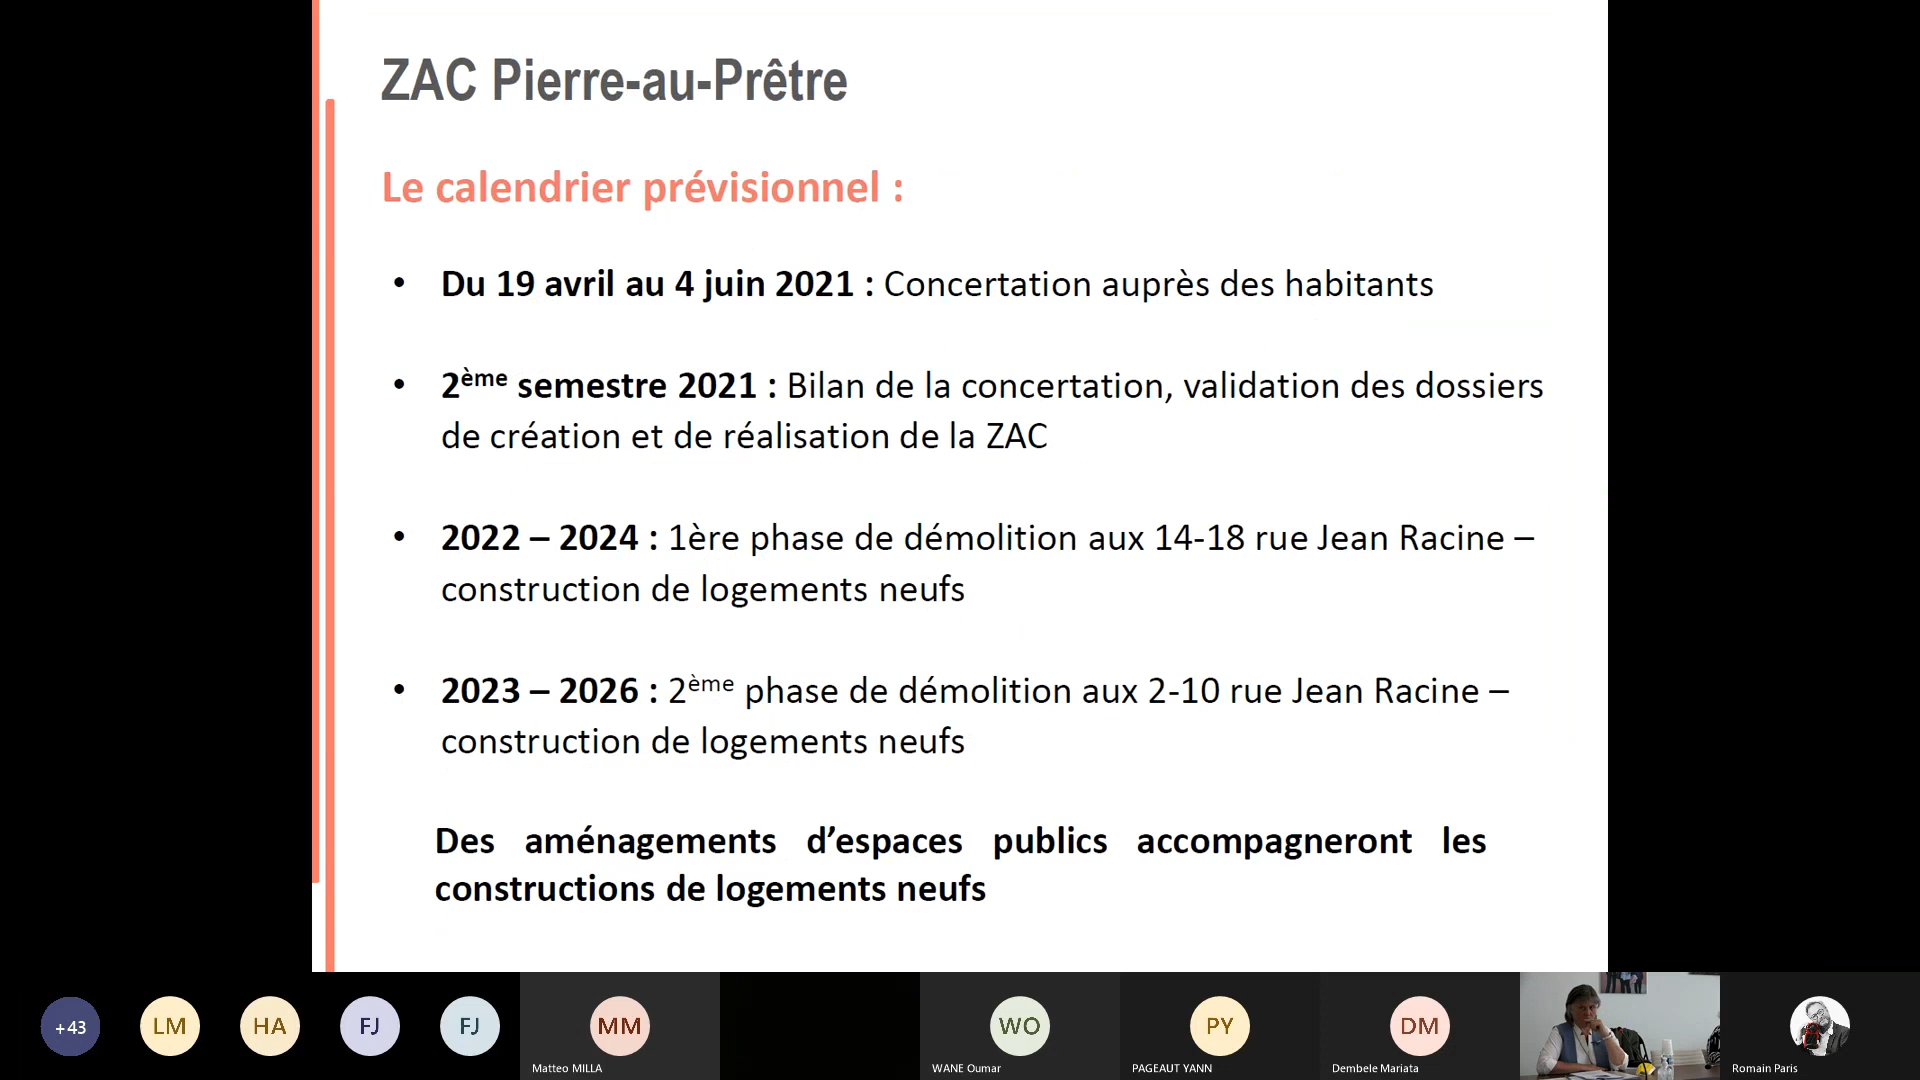 ZAC Pierre-au-Prêtre
Le calendrier prévisionnel :
• Du 19 avril au 4 juin 2021 : Concertation auprès des habitants
• 2ème semestre 2021 : Bilan de la concertation, validation des dossiers
de création et de réalisation de la ZAC
• 2022 – 2024 : 1ère phase de démolition aux 14-18 rue Jean Racine –
construction de logements neufs
• 2023 – 2026 : 2ème phase de démolition aux 2-10 rue Jean Racine –
construction de logements neufs
Des aménagements d’espaces publics accompagneront les
constructions de logements neufs
+43 LM HA FJ FJ MM WO PY DM
Matteo MILLA WANE Oumar PAGEAUT YANN Dembele Mariata Romain Paris